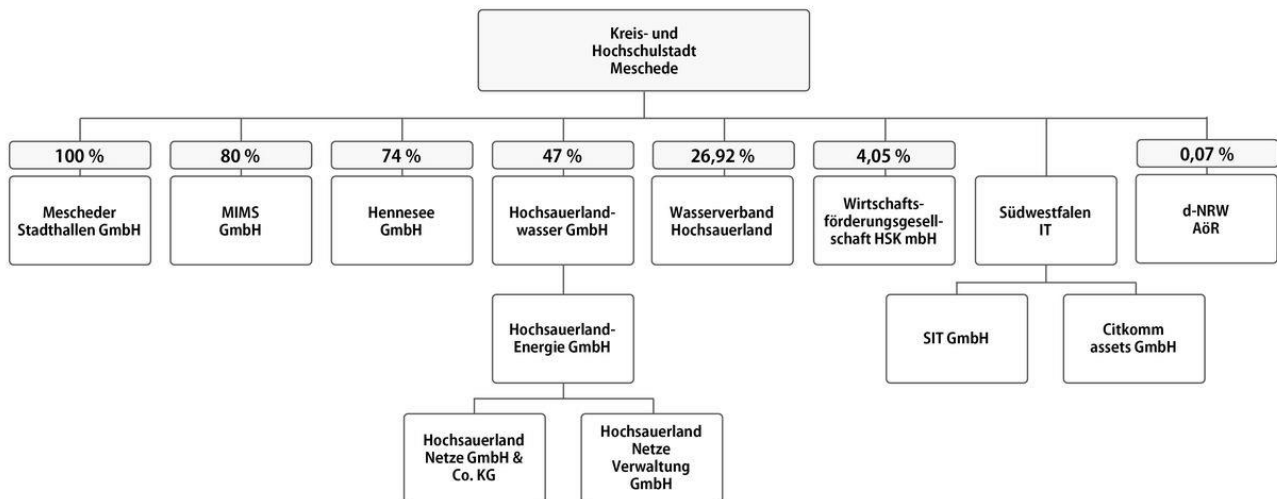 Kreis- und
Hochschulstadt
Meschede
100 %
80 %
74 %
47 %
26,92 %
4,05 %
0,07 %
Mescheder
Stadthallen GmbH
MIMS
GmbH
Hennesee
GmbH
Hochsauerland-
wasser GmbH
Wasserverband
Hochsauerland
Wirtschafts-
förderungsgesell-
schaft HSK mbH
Südwestfalen
IT
d-NRW
AöR
Hochsauerland-
Energie GmbH
SIT GmbH
Citkomm
assets GmbH
Hochsauerland
Netze GmbH &
Co. KG
Hochsauerland
Netze
Verwaltung
GmbH